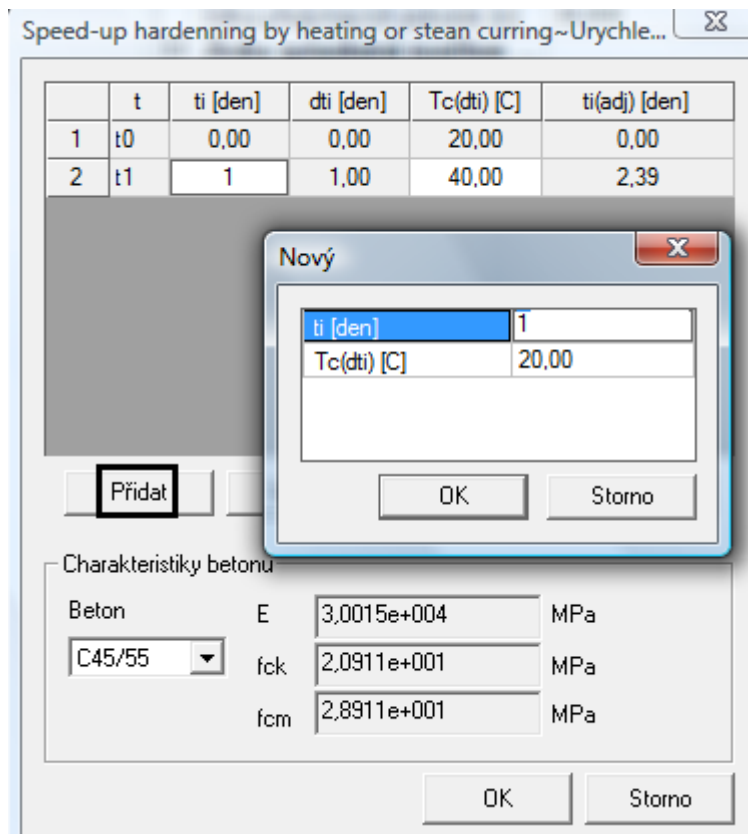 Speed-up hardenning by heating or stean curring~Urychle...
t ti [den] dti [den] Tc(dti) [C] ti(adj) [den]
1 t0 0,00 0,00 20,00 0,00
2 t1 1 1,00 40,00 2,39
Nový
ti [den] 1
Tc(dti) [C] 20,00
OK Storno
Přidat
Charakteristiky betonu
Beton
C45/55
E 3,0015e+004 MPa
fck 2,0911e+001 MPa
fcm 2,8911e+001 MPa
OK Storno